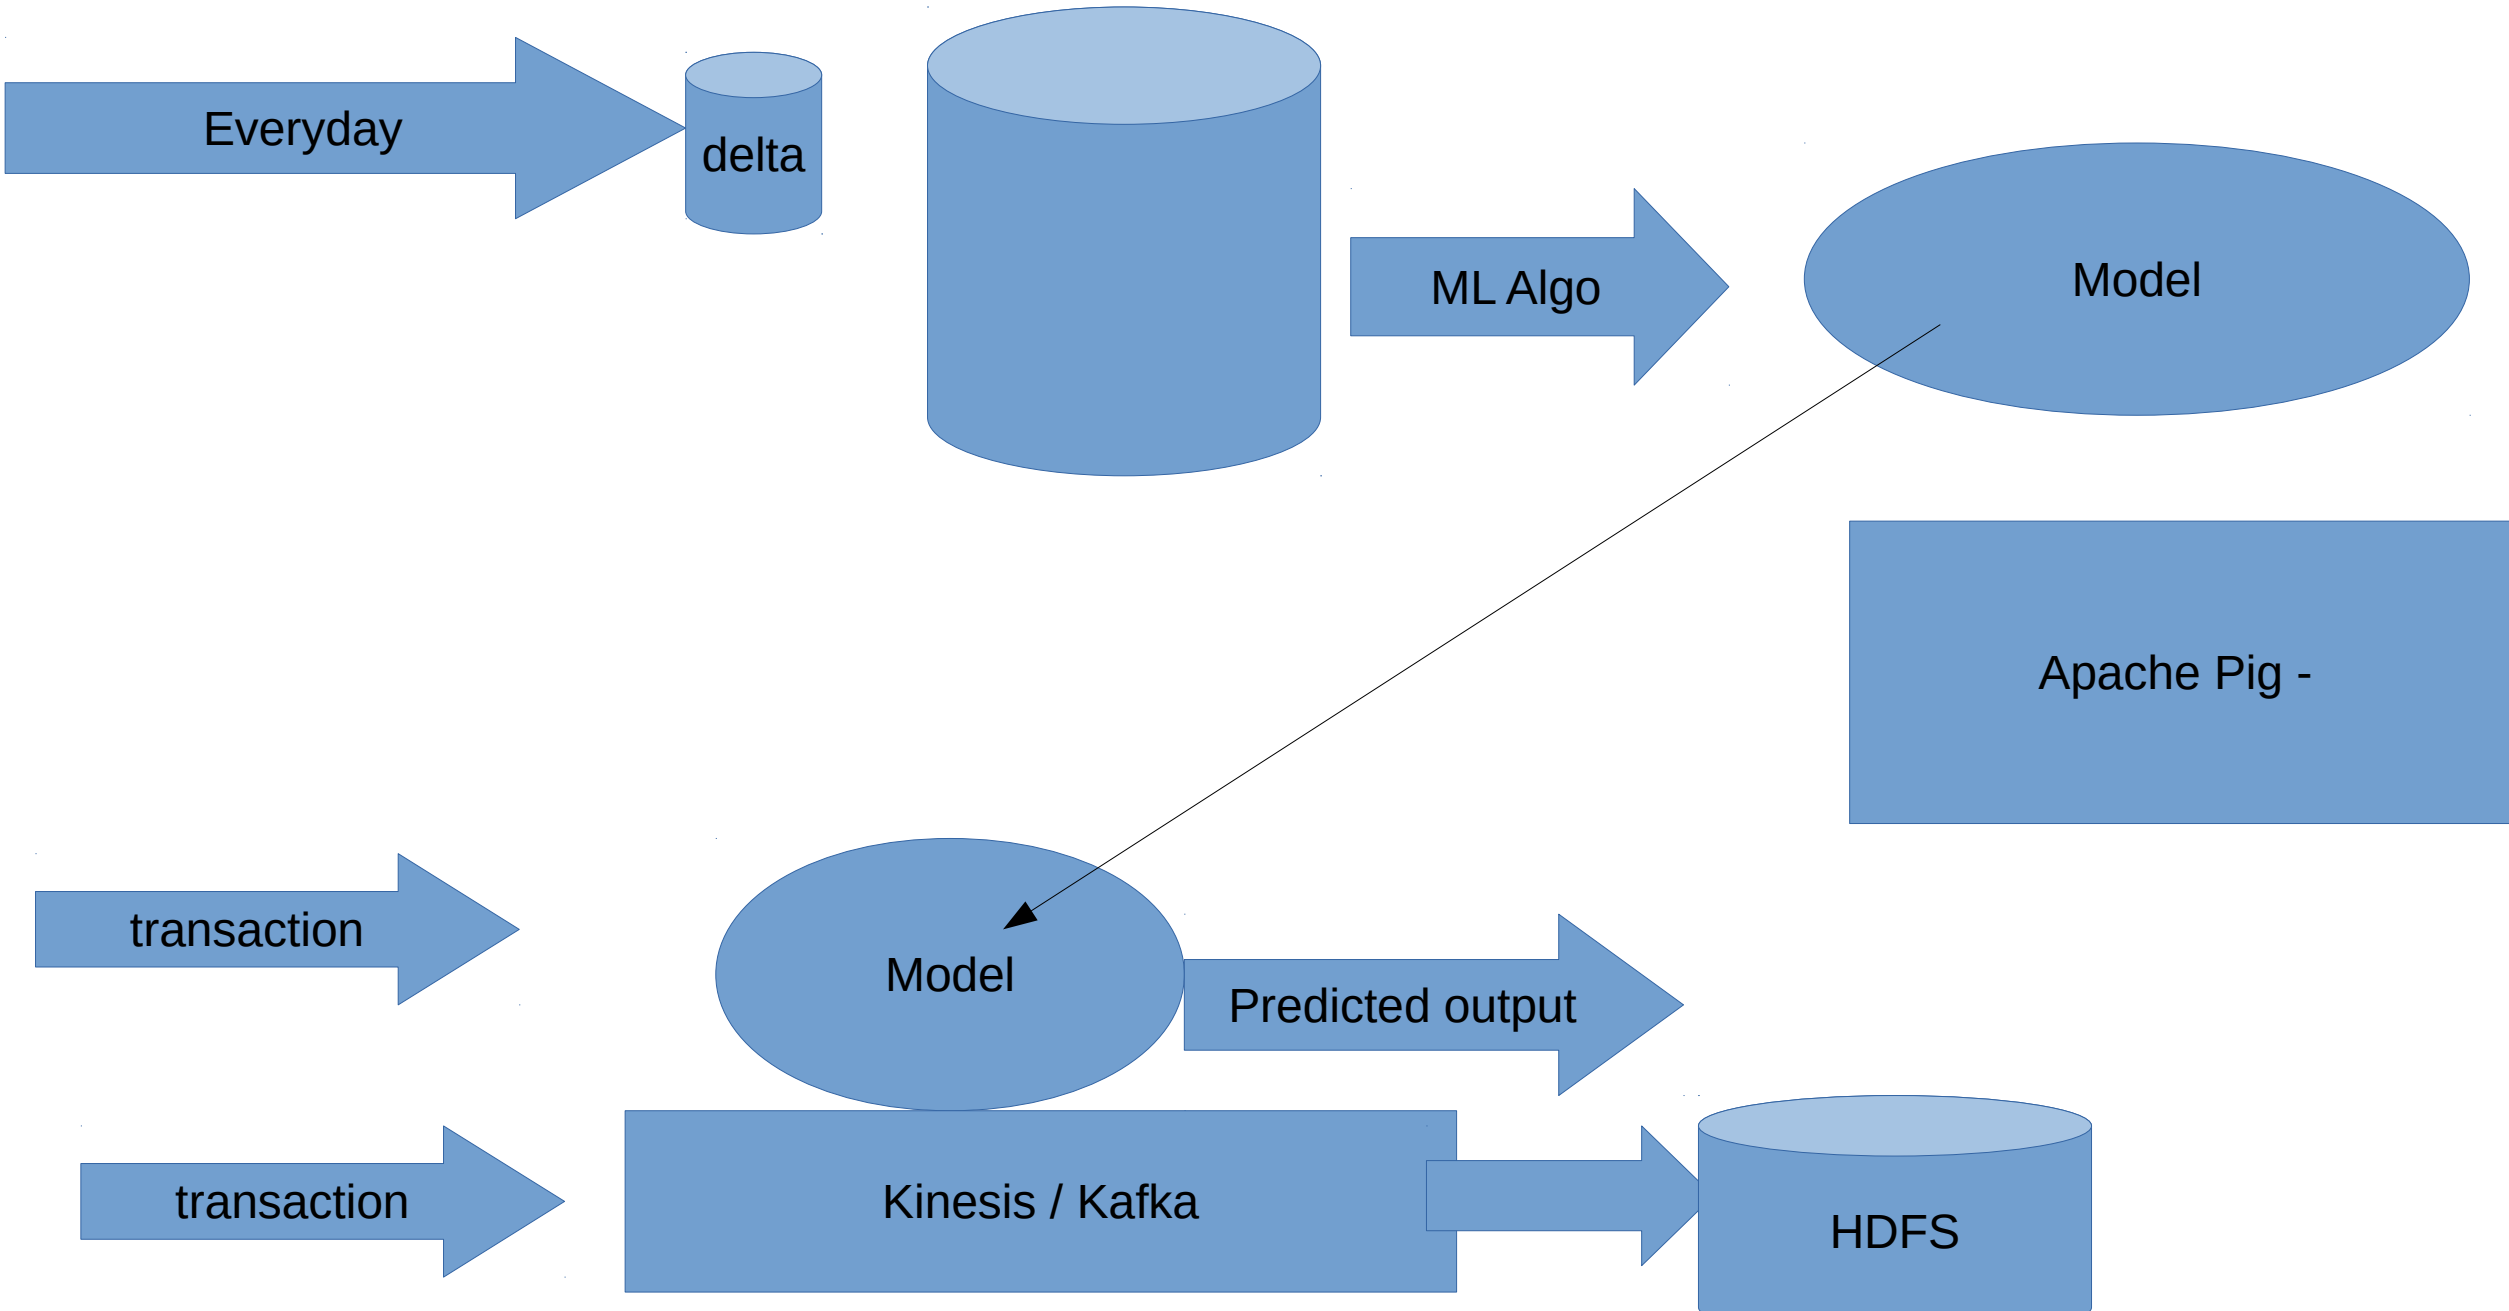 Everyday
delta
ML Algo
Model
Apache Pig -
transaction
Model
Predicted output
transaction
Kinesis / Kafka
HDFS